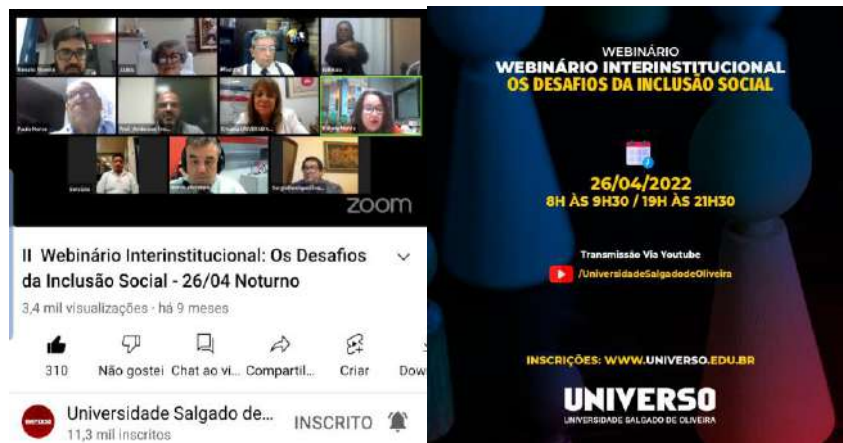 zoom
II Webinário Interinstitucional: Os Desafios
da Inclusão Social - 26/04 Noturno
3,4 mil visualizações · há 9 meses
310
Não gostei
Chat ao vi...
Compartil...
Criar
Dow
Universidade Salgado de...
11,3 mil inscritos
INSCRITO
WEBINÁRIO
WEBINÁRIO INTERINSTITUCIONAL
OS DESAFIOS DA INCLUSÃO SOCIAL
26/04/2022
8H ÀS 9H30 / 19H ÀS 21H30
Transmissão Via Youtube
/UniversidadeSalgadodeOliveira
INSCRIÇÕES: WWW.UNIVERSO.EDU.BR
UNIVERSO
UNIVERSIDADE SALGADO DE OLIVEIRA